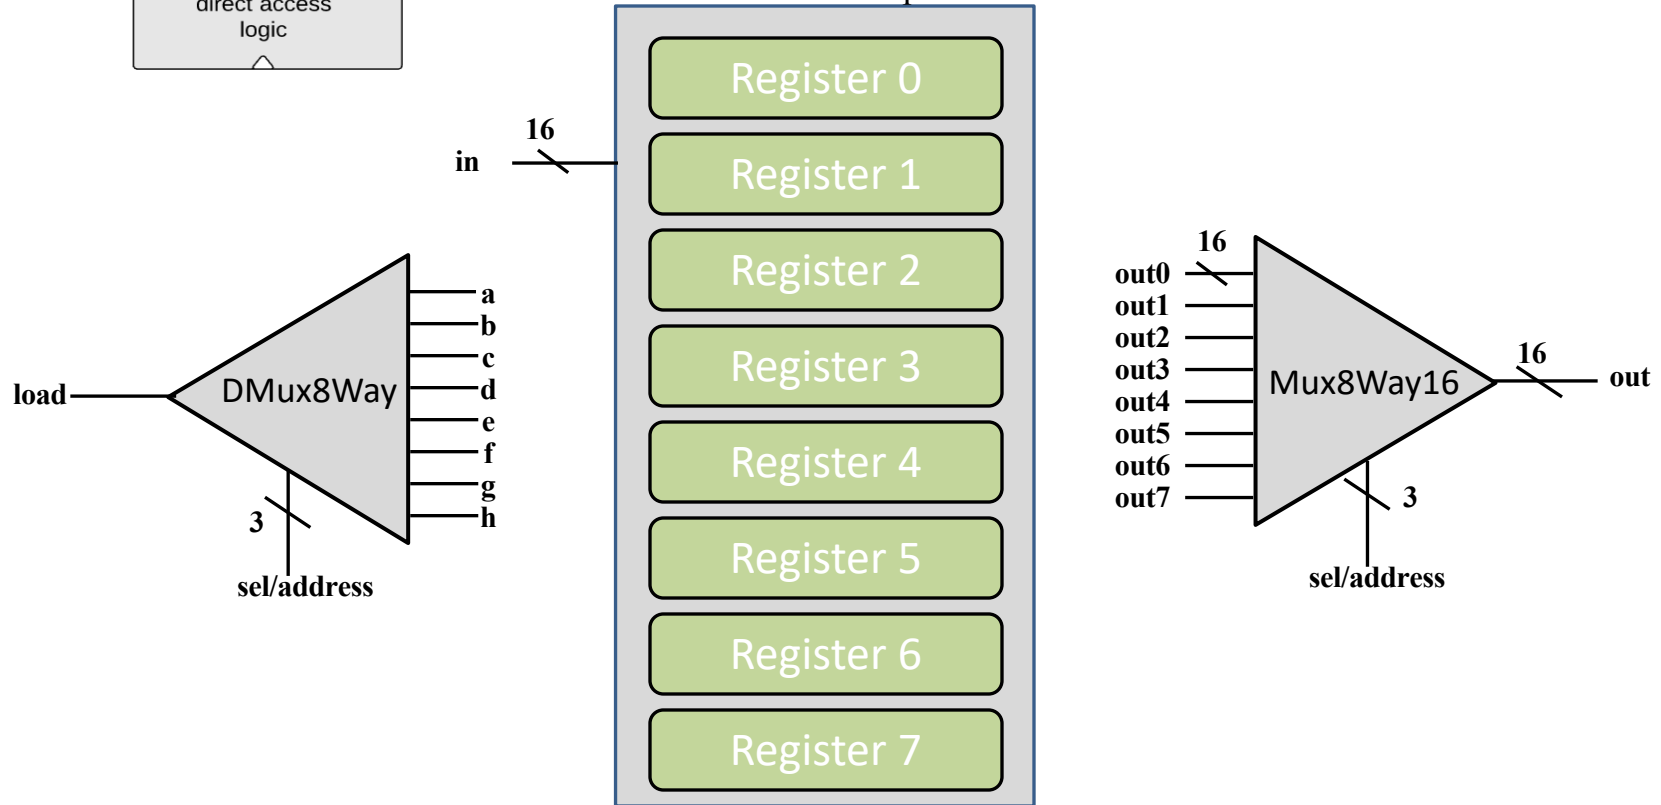 direct access
logic
Register 0
Register 1
Register 2
Register 3
Register 4
Register 5
Register 6
Register 7
16
in
load
DMux8Way
a
b
c
d
e
f
g
h
3
sel/address
16
out0
out1
out2
out3
out4
out5
out6
out7
Mux8Way16
16
out
3
sel/address